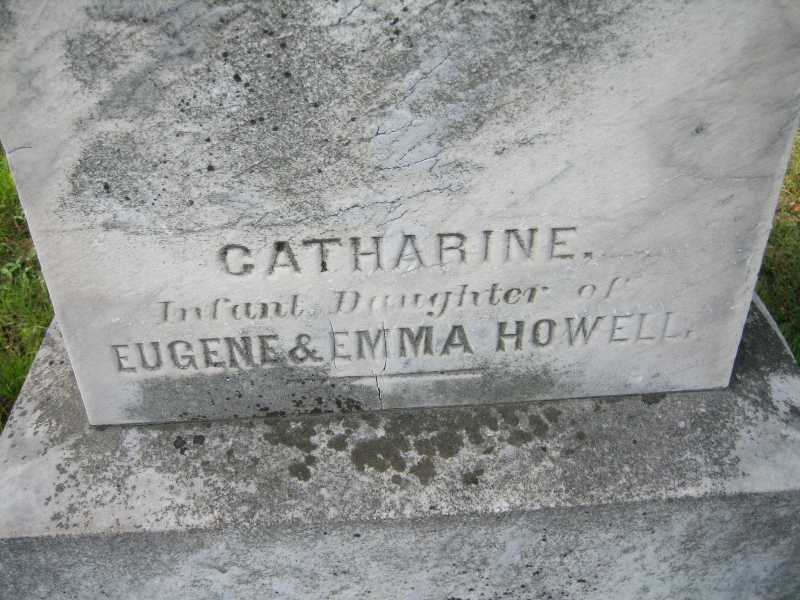 CATHARINE,
Infant Daughter of
EUGENE & EMMA HOWELL.